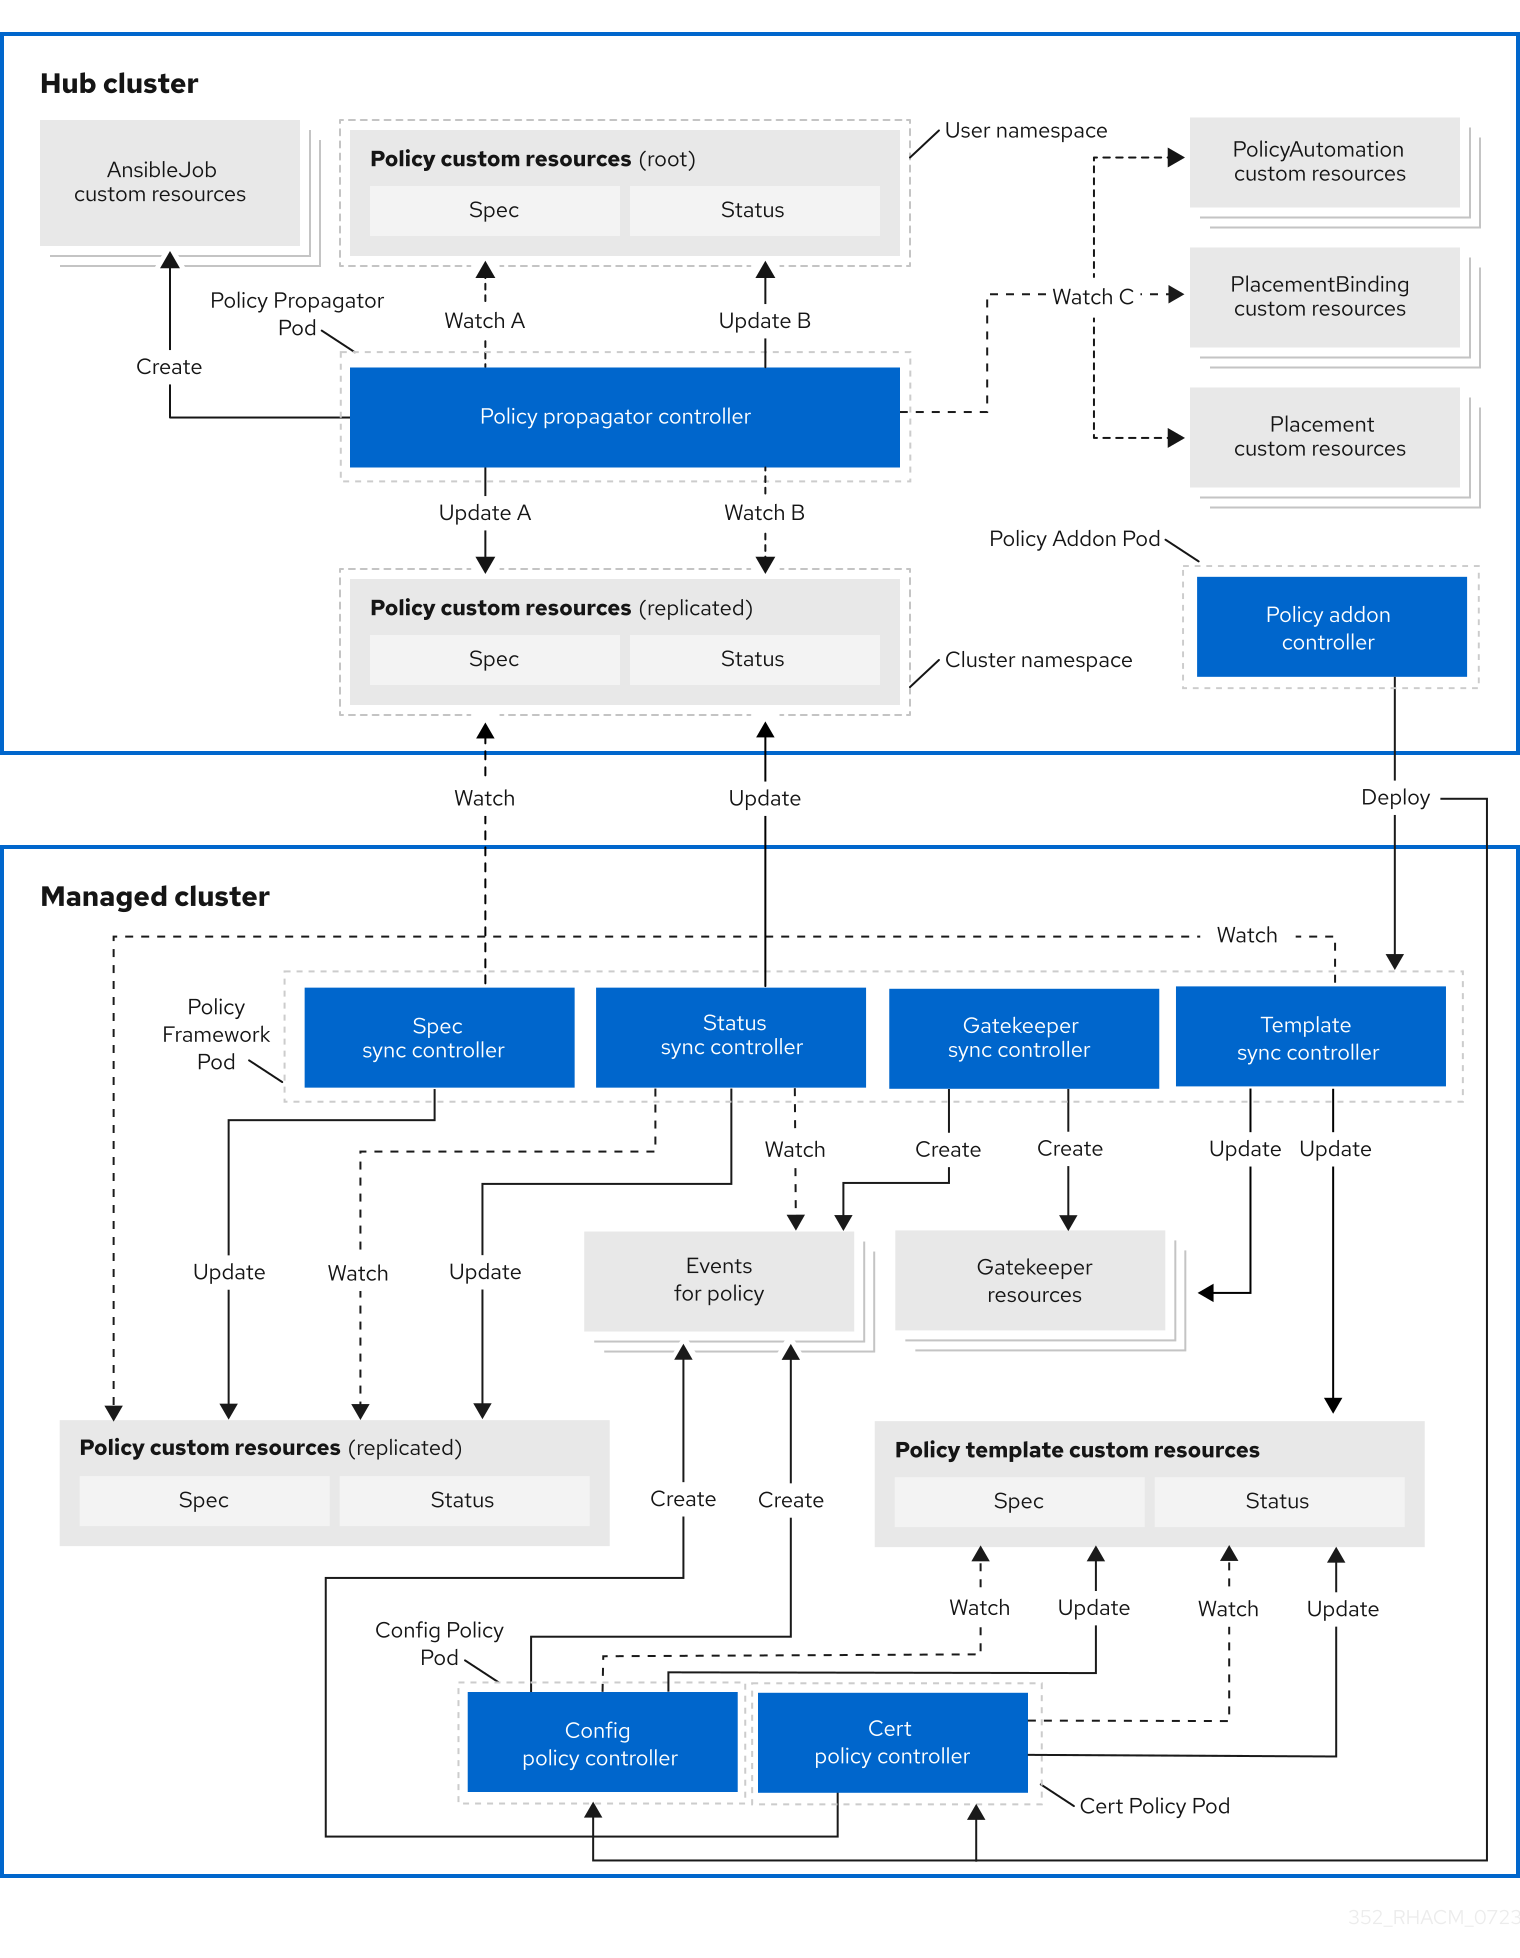 Hub cluster
AnsibleJob
custom resources
Policy custom resources (root)
Spec
Status
User namespace
PolicyAutomation
custom resources
PlacementBinding
custom resources
Placement
custom resources
Policy Propagator
Pod
Watch A
Update B
Watch C
Create
Policy propagator controller
Update A
Watch B
Policy Addon Pod
Policy addon
controller
Policy custom resources (replicated)
Spec
Status
Cluster namespace
Watch
Update
Deploy
Managed cluster
Watch
Policy
Framework
Pod
Spec
sync controller
Status
sync controller
Gatekeeper
sync controller
Template
sync controller
Watch
Create
Create
Update
Update
Update
Watch
Update
Events
for policy
Gatekeeper
resources
Policy custom resources (replicated)
Spec
Status
Create
Create
Policy template custom resources
Spec
Status
Watch
Update
Watch
Update
Config Policy
Pod
Config
policy controller
Cert
policy controller
Cert Policy Pod
352_RHACM_0723